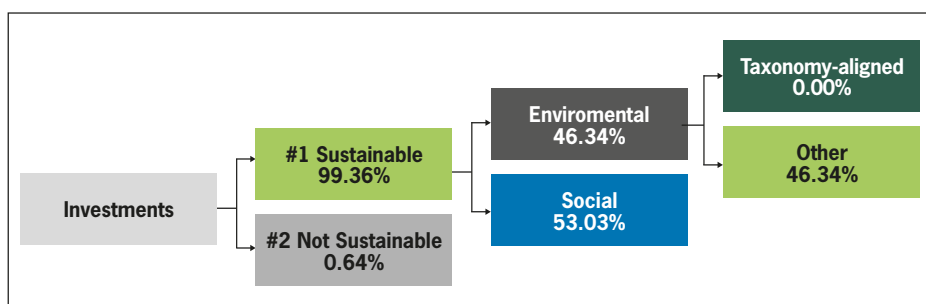 Investments
#1 Sustainable
99.36%
#2 Not Sustainable
0.64%
Enviromental
46.34%
Social
53.03%
Taxonomy-aligned
0.00%
Other
46.34%